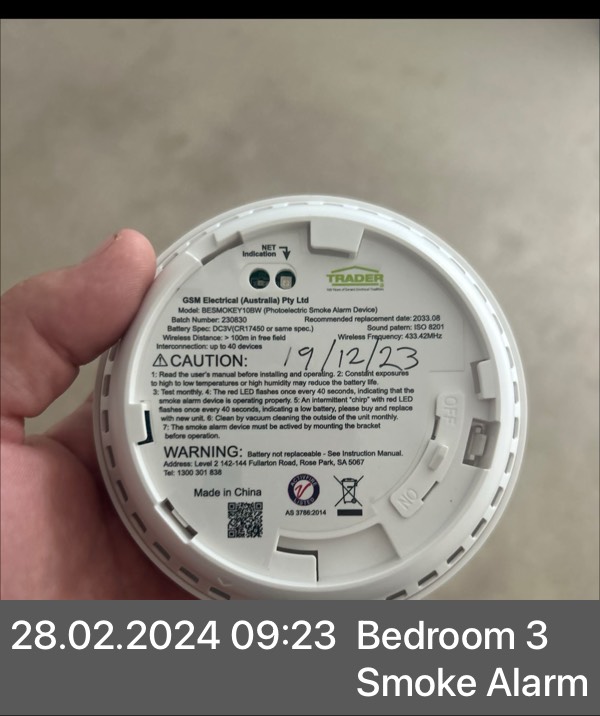 NET
Indication
TRADER
GSM Electrical (Australia) Pty Ltd
Model: BESMOKEY10BW (Photoelectric Smoke Alarm Device)
Batch Number: 230830 Recommended replacement date: 2033.08
Battery Spec: DC3V(CR17450 or same spec.) Sound patern: ISO 8201
Wireless Distance: > 100m in free field Wireless Frequency: 433.42MHz
Interconnection: up to 40 devices
CAUTION: 19/12/23
1: Read the user's manual before installing and operating. 2: Constant exposures
to high to low temperatures or high humidity may reduce the battery life.
3: Test monthly. 4: The red LED flashes once every 40 seconds, indicating that the
smoke alarm device is operating properly. 5: An intermittent "chirp" with red LED
flashes once every 40 seconds, indicating a low battery, please buy and replace
with new unit. 6: Clean by vacuum cleaning the outside of the unit monthly.
7: The smoke alarm device must be actived by mounting the bracket
before operation.
OFF
WARNING: Battery not replaceable - See Instruction Manual.
Address: Level 2 142-144 Fullarton Road, Rose Park, SA 5067
Tel: 1300 301 838
ON
Made in China
AS 3786:2014
28.02.2024 09:23 Bedroom 3
Smoke Alarm